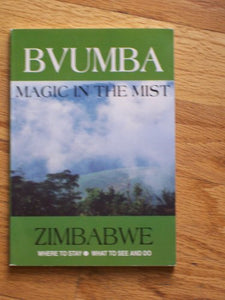 BVUMBA
MAGIC IN THE MIST
ZIMBABWE
WHERE TO STAY ● WHAT TO SEE AND DO